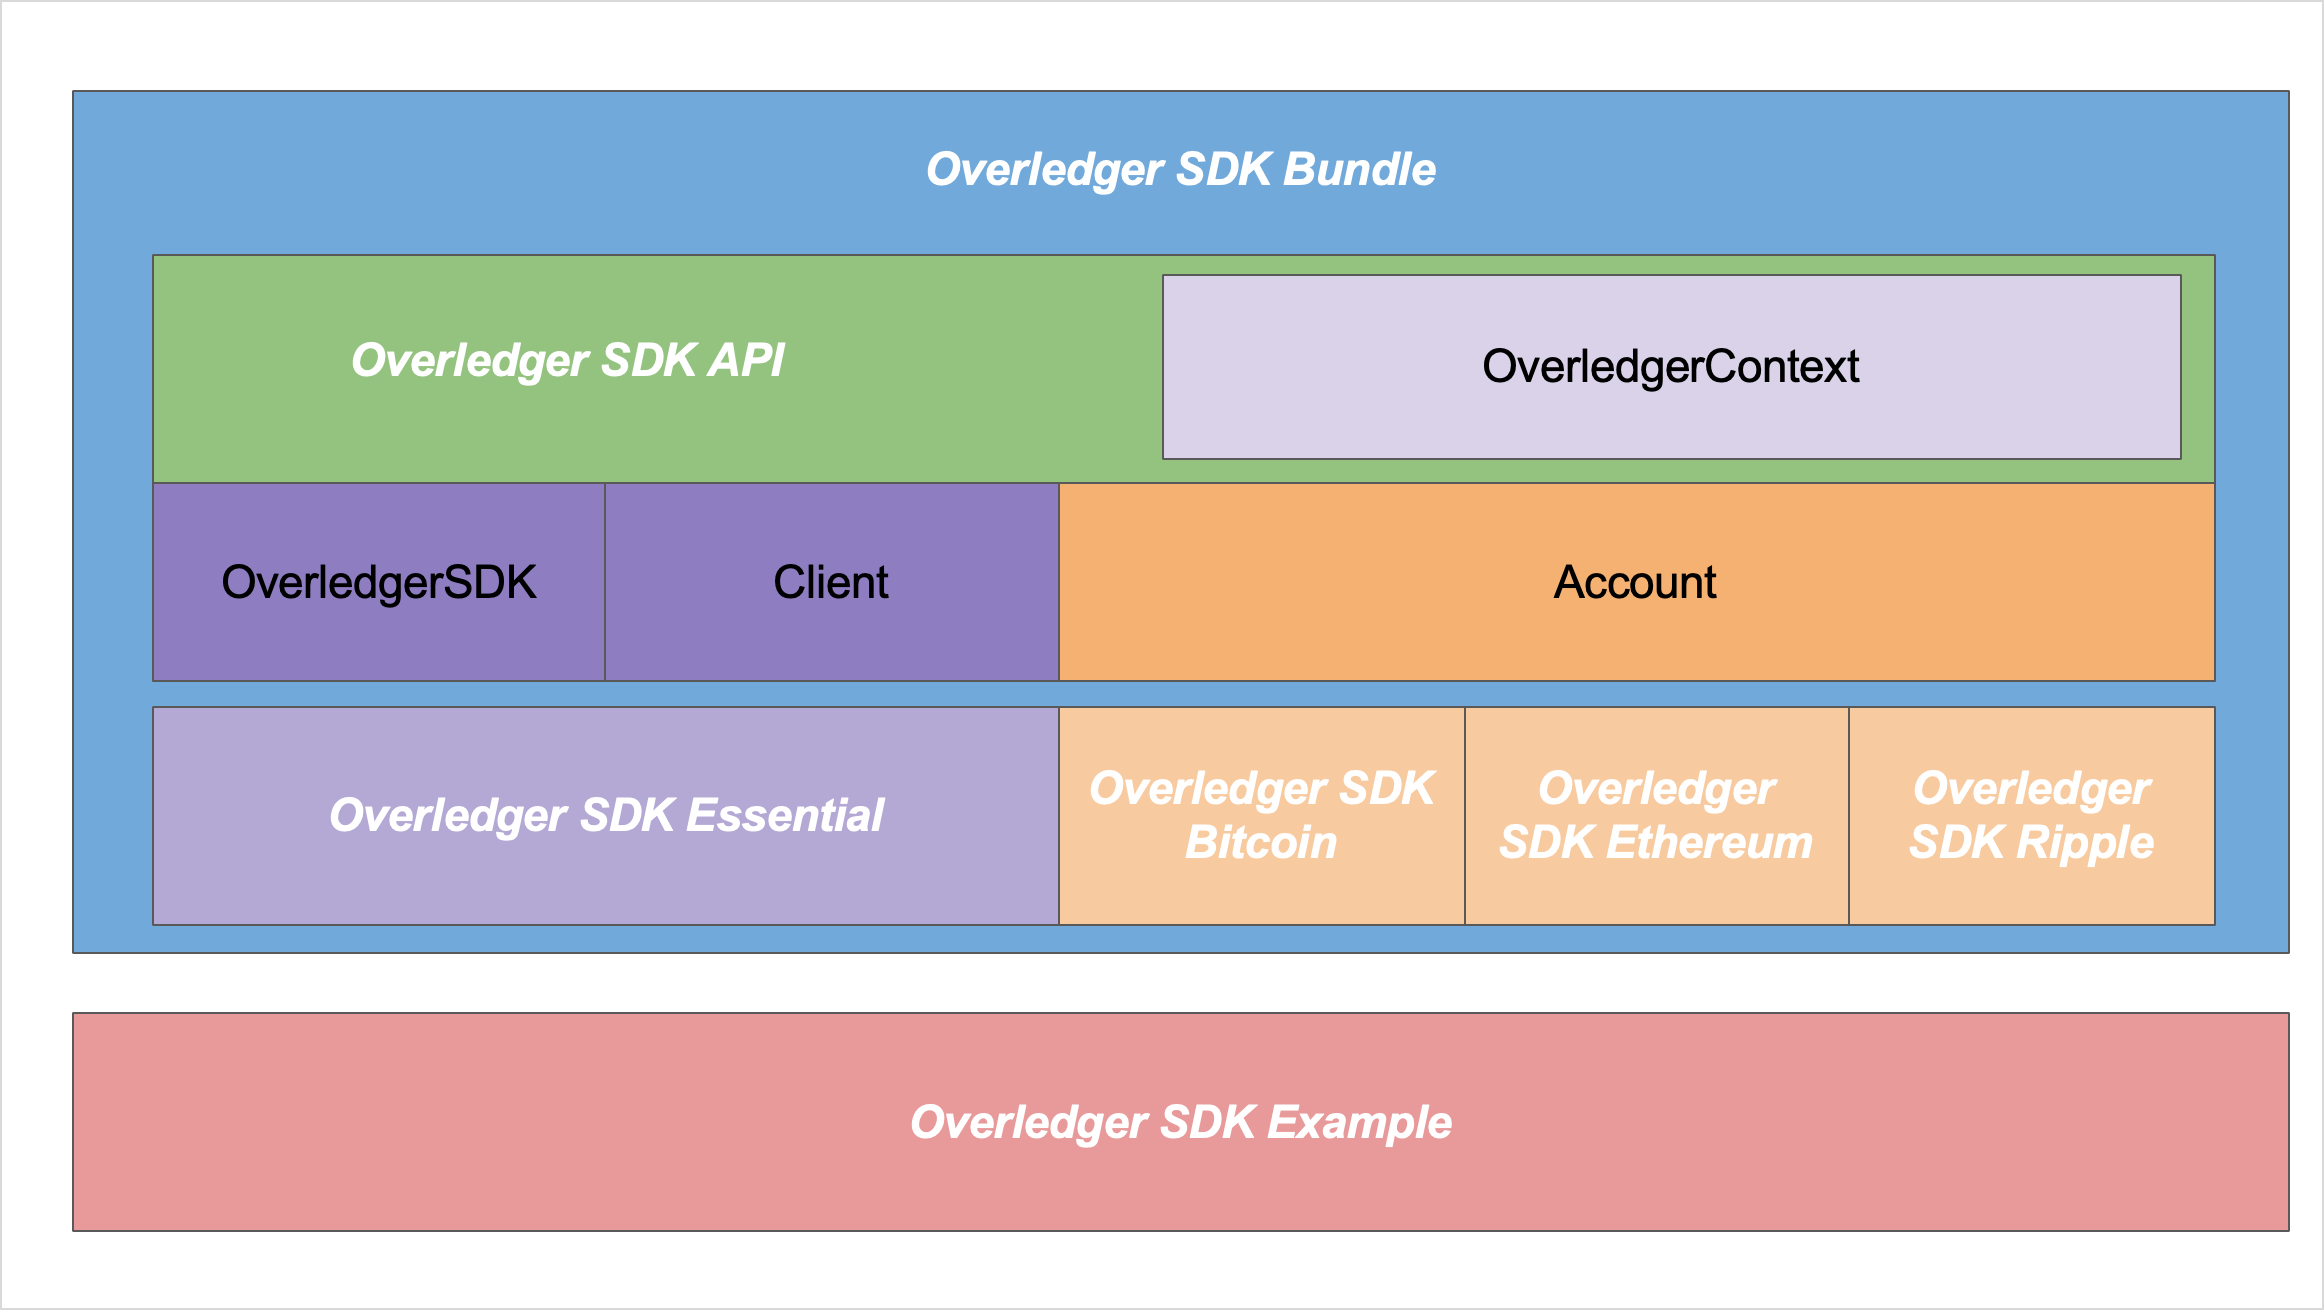 Overledger SDK Bundle
Overledger SDK API
OverledgerContext
OverledgerSDK
Client
Account
Overledger SDK Essential
Overledger SDK
Bitcoin
Overledger
SDK Ethereum
Overledger
SDK Ripple
Overledger SDK Example